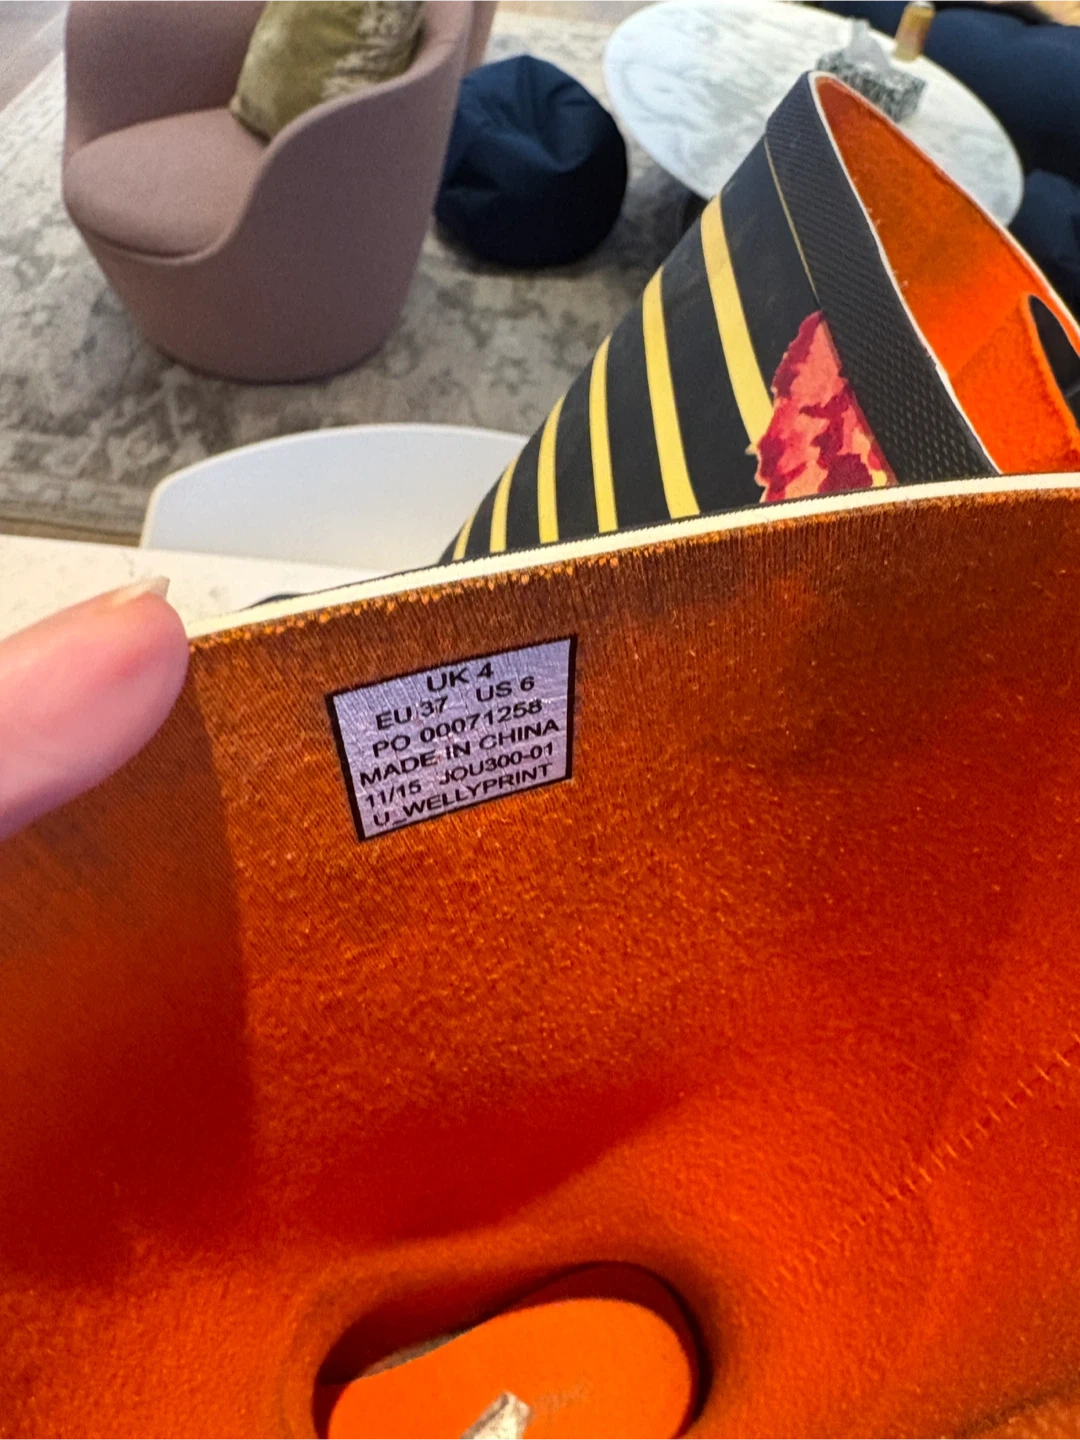 UK 4
EU 37 US 6
PO 00071258
MADE IN CHINA
11/15 JOU300-01
U_WELLYPRINT